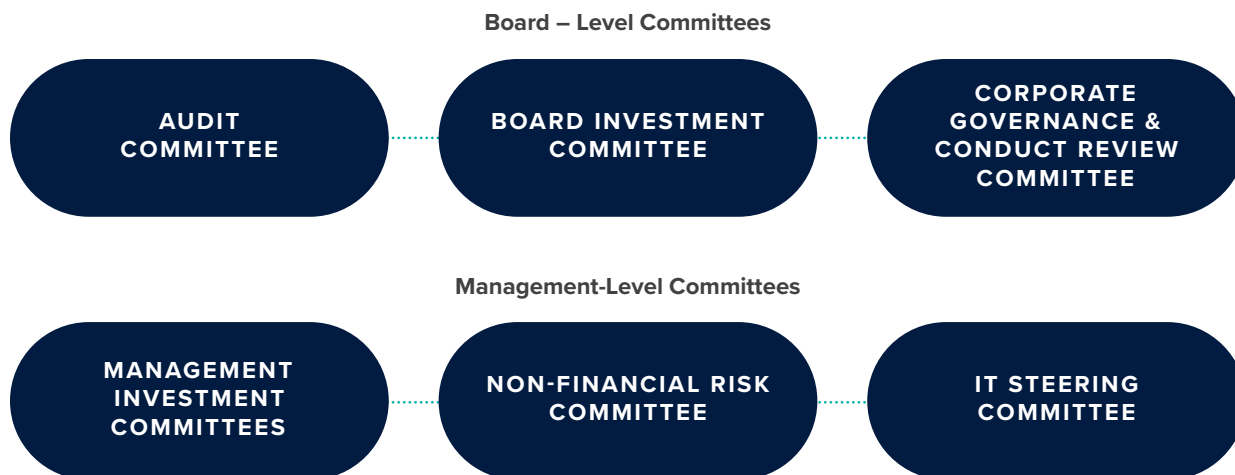 Board – Level Committees
AUDIT
COMMITTEE
BOARD INVESTMENT
COMMITTEE
CORPORATE
GOVERNANCE &
CONDUCT REVIEW
COMMITTEE
Management-Level Committees
MANAGEMENT
INVESTMENT
COMMITTEES
NON-FINANCIAL RISK
COMMITTEE
IT STEERING
COMMITTEE